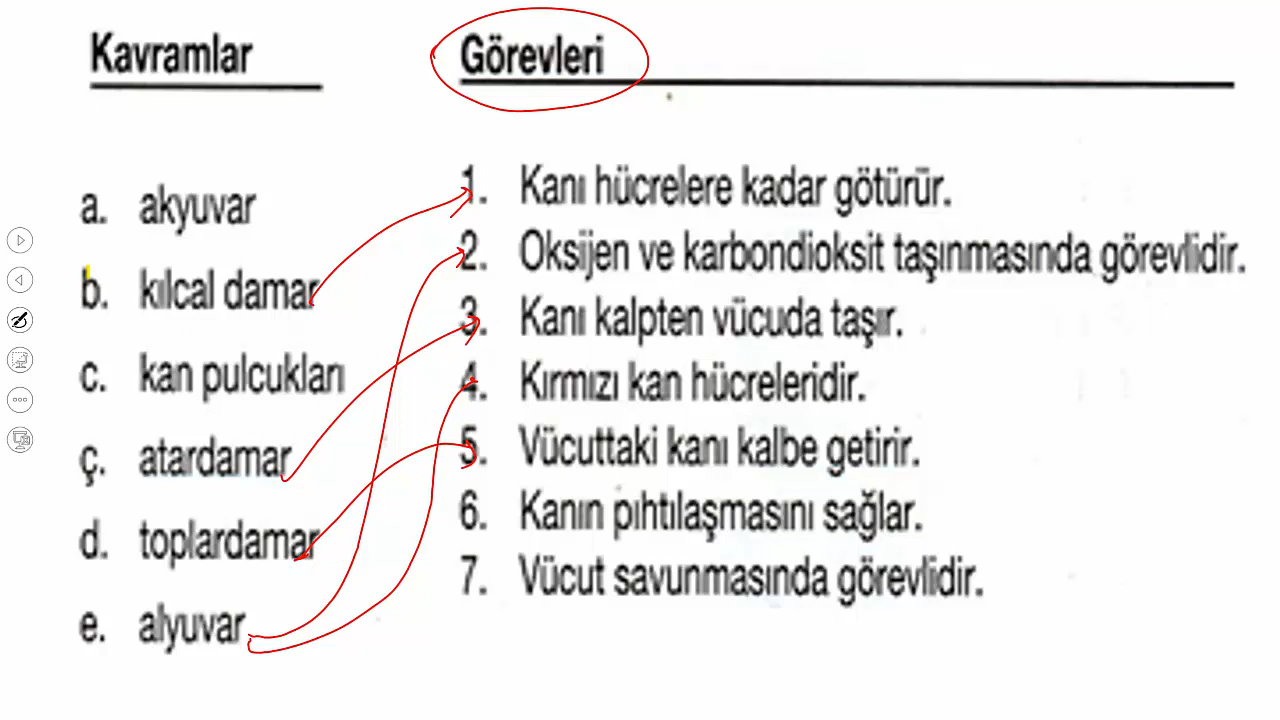 Kavramlar
Görevleri
a. akyuvar
b. kılcal damar
c. kan pulcukları
ç. atardamar
d. toplardamar
e. alyuvar
1. Kanı hücrelere kadar götürür.
2. Oksijen ve karbondioksit taşınmasında görevlidir.
3. Kanı kalpten vücuda taşır.
4. Kırmızı kan hücreleridir.
5. Vücuttaki kanı kalbe getirir.
6. Kanın pıhtılaşmasını sağlar.
7. Vücut savunmasında görevlidir.